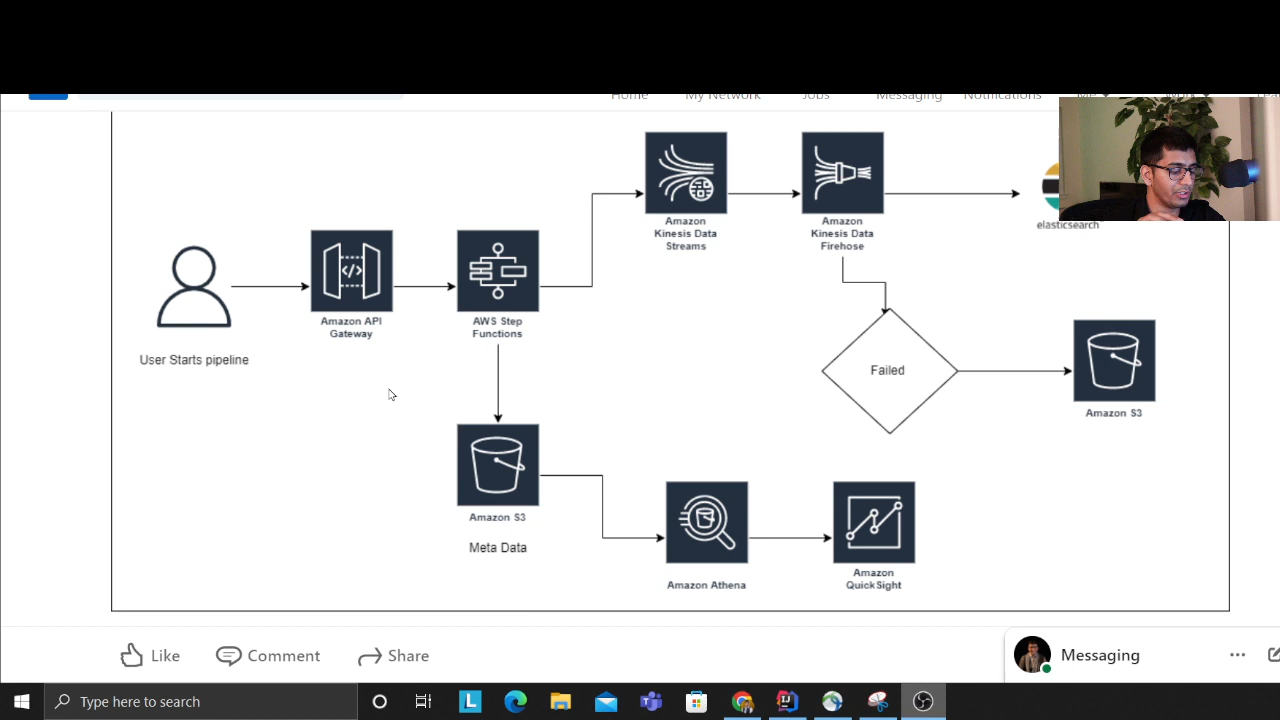 Home
My Network
Jobs
Messaging
Notifications
Amazon
Kinesis Data
Streams
Amazon
Kinesis Data
Firehose
elasticsearch
</>
Amazon API
Gateway
AWS Step
Functions
User Starts pipeline
Failed
Amazon S3
Amazon S3
Meta Data
Amazon Athena
Amazon
QuickSight
Like
Comment
Share
Messaging
Type here to search
L